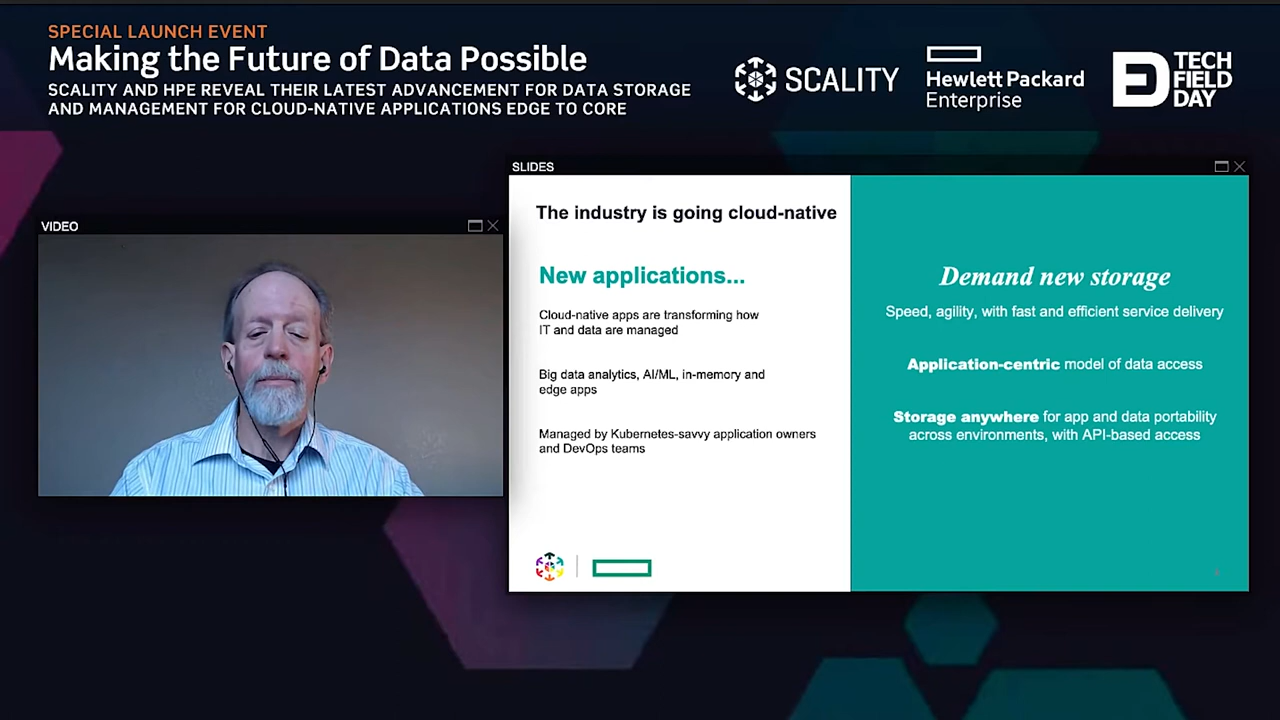 SPECIAL LAUNCH EVENT
Making the Future of Data Possible
SCALITY AND HPE REVEAL THEIR LATEST ADVANCEMENT FOR DATA STORAGE
AND MANAGEMENT FOR CLOUD-NATIVE APPLICATIONS EDGE TO CORE
SCALITY
Hewlett Packard
Enterprise
TECH
FIELD
DAY
VIDEO
SLIDES
The industry is going cloud-native
New applications...
Cloud-native apps are transforming how
IT and data are managed
Big data analytics, AI/ML, in-memory and
edge apps
Managed by Kubernetes-savvy application owners
and DevOps teams
Demand new storage
Speed, agility, with fast and efficient service delivery
Application-centric model of data access
Storage anywhere for app and data portability
across environments, with API-based access